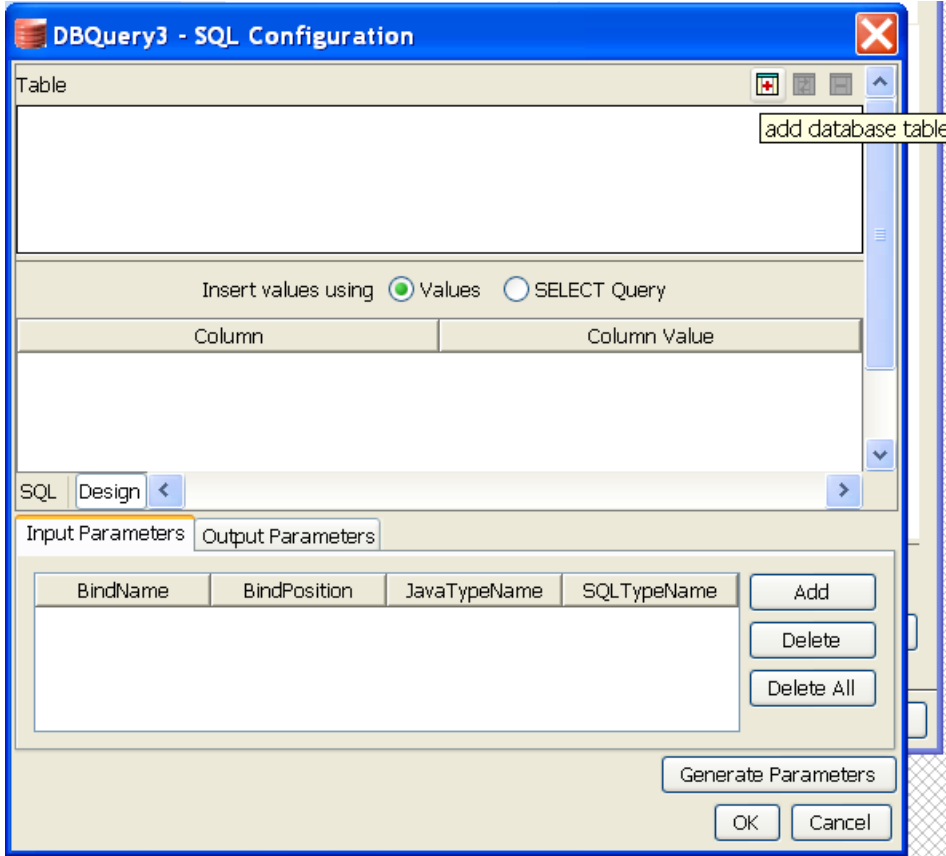 DBQuery3 - SQL Configuration
Table
add database table
Insert values using Values SELECT Query
Column Column Value
SQL Design
Input Parameters Output Parameters
BindName BindPosition JavaTypeName SQLTypeName Add
Delete
Delete All
Generate Parameters
OK Cancel